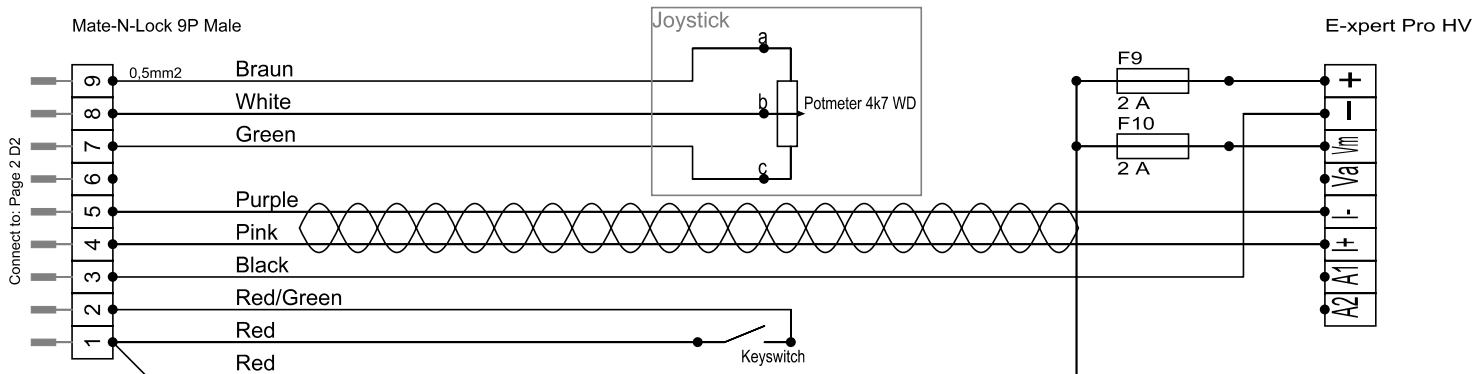 Mate-N-Lock 9P Male
Joystick
E-xpert Pro HV
a
F9
9
0,5mm2
Braun
+
2 A
8
White
b
Potmeter 4k7 WD
-
F10
7
Green
Vm
2 A
6
c
Va
Connect to: Page 2 D2
5
Purple
I-
4
Pink
I+
3
Black
A1
2
Red/Green
A2
1
Red
Keyswitch
Red